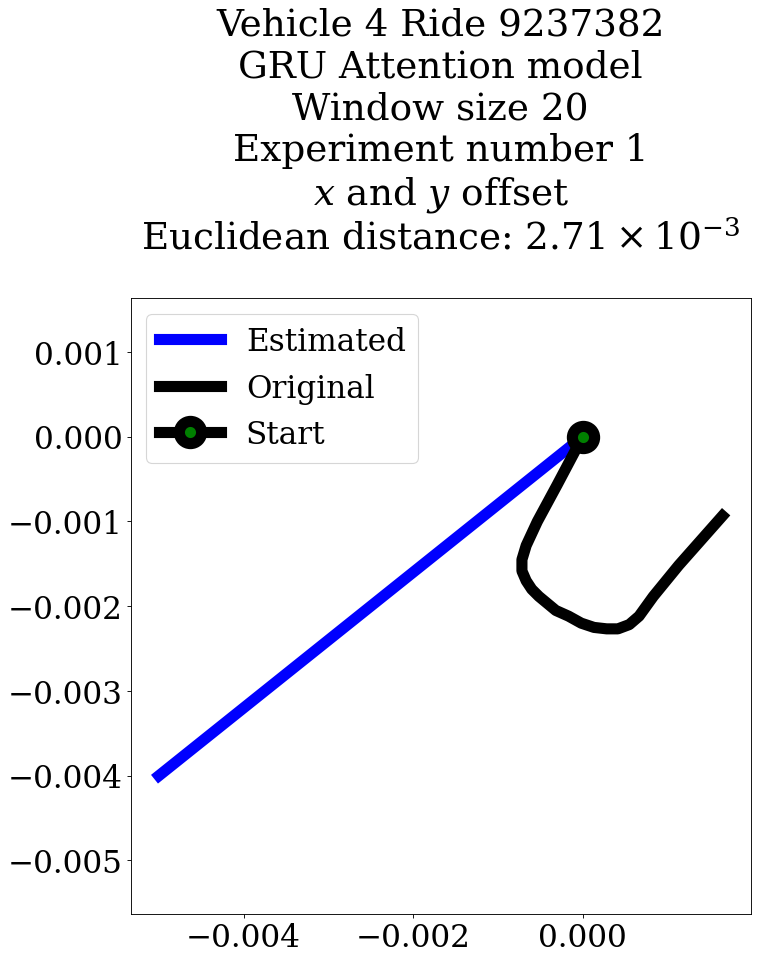 Vehicle 4 Ride 9237382
GRU Attention model
Window size 20
Experiment number 1
x and y offset
Euclidean distance: 2.71 × 10⁻³
Estimated
Original
Start
0.001
0.000
−0.001
−0.002
−0.003
−0.004
−0.005
−0.004 −0.002 0.000